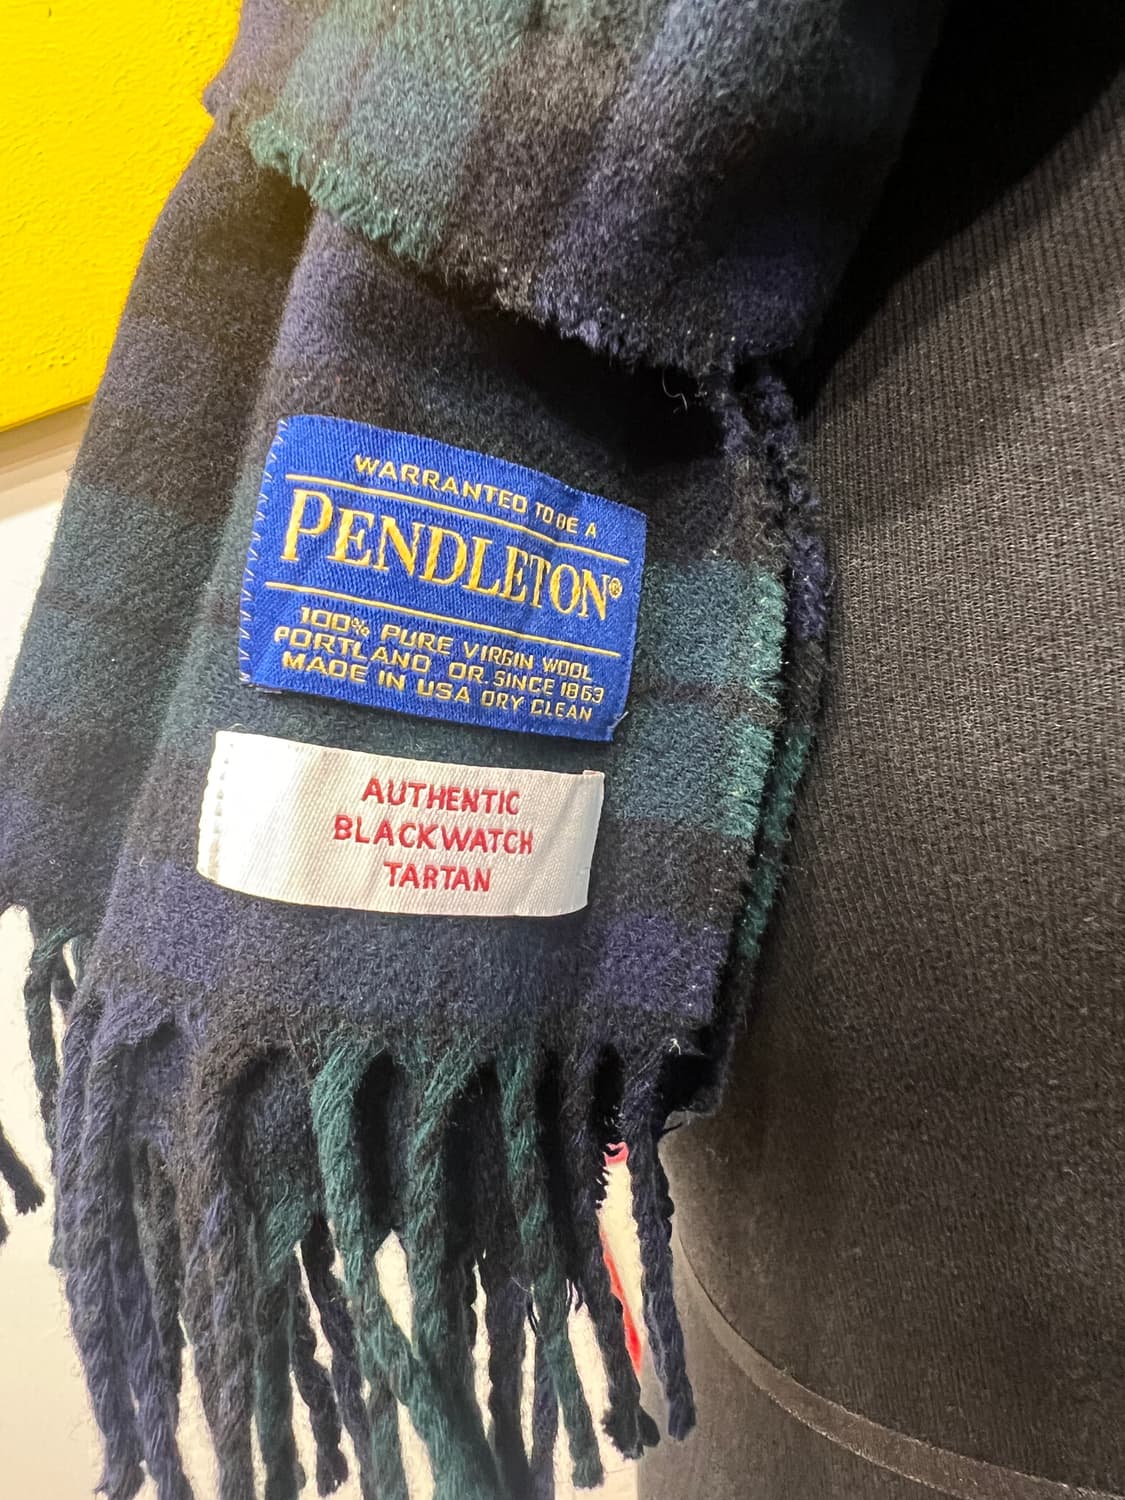 WARRANTED TO BE A
PENDLETON®
100% PURE VIRGIN WOOL
PORTLAND OR. SINCE 1863
MADE IN USA DRY CLEAN
AUTHENTIC
BLACKWATCH
TARTAN